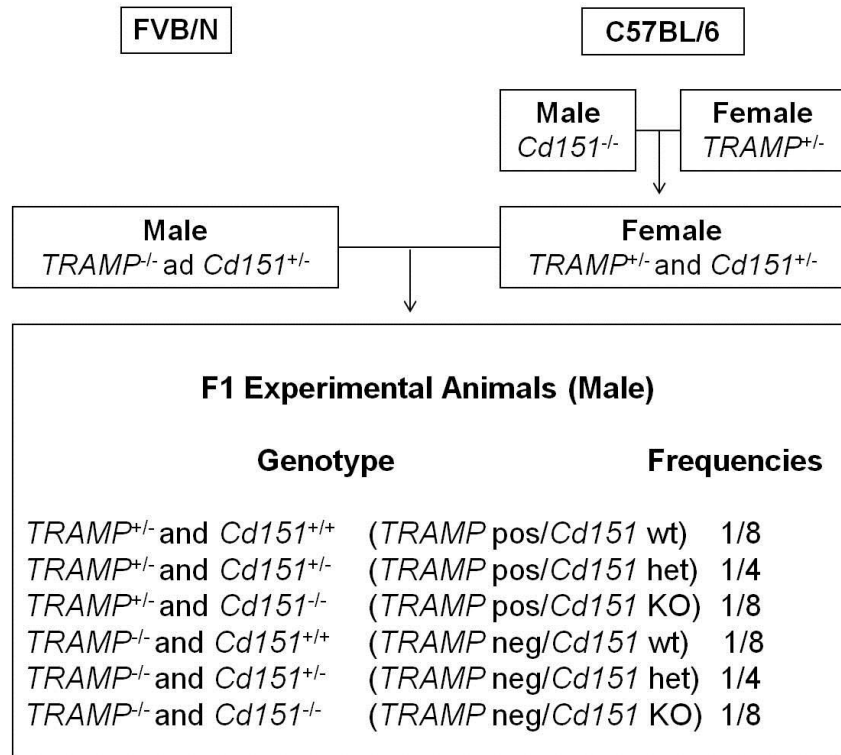 FVB/N
C57BL/6
Male
Cd151-/-
Female
TRAMP+/-
Male
TRAMP-/- ad Cd151+/-
Female
TRAMP+/- and Cd151+/-
F1 Experimental Animals (Male)
Genotype Frequencies
TRAMP+/- and Cd151+/+ (TRAMP pos/Cd151 wt) 1/8
TRAMP+/- and Cd151+/- (TRAMP pos/Cd151 het) 1/4
TRAMP+/- and Cd151-/- (TRAMP pos/Cd151 KO) 1/8
TRAMP-/- and Cd151+/+ (TRAMP neg/Cd151 wt) 1/8
TRAMP-/- and Cd151+/- (TRAMP neg/Cd151 het) 1/4
TRAMP-/- and Cd151-/- (TRAMP neg/Cd151 KO) 1/8